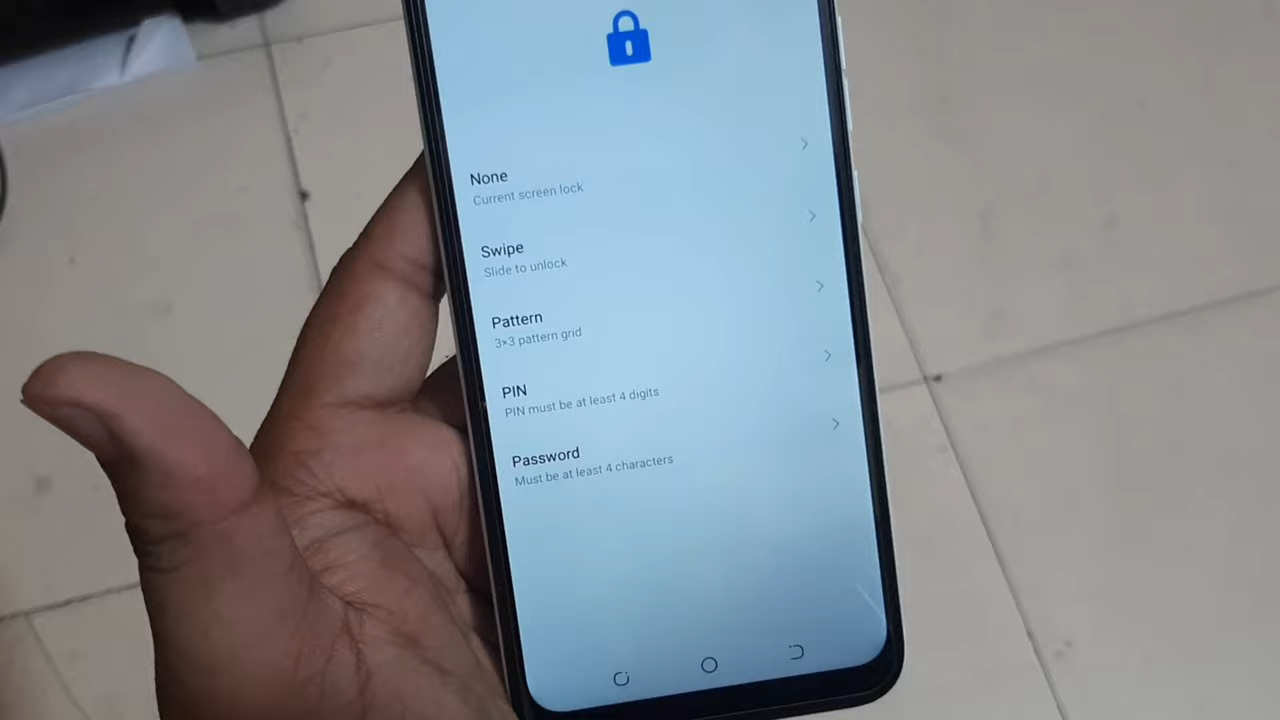 None
Current screen lock
Swipe
Slide to unlock
Pattern
3×3 pattern grid
PIN
PIN must be at least 4 digits
Password
Must be at least 4 characters